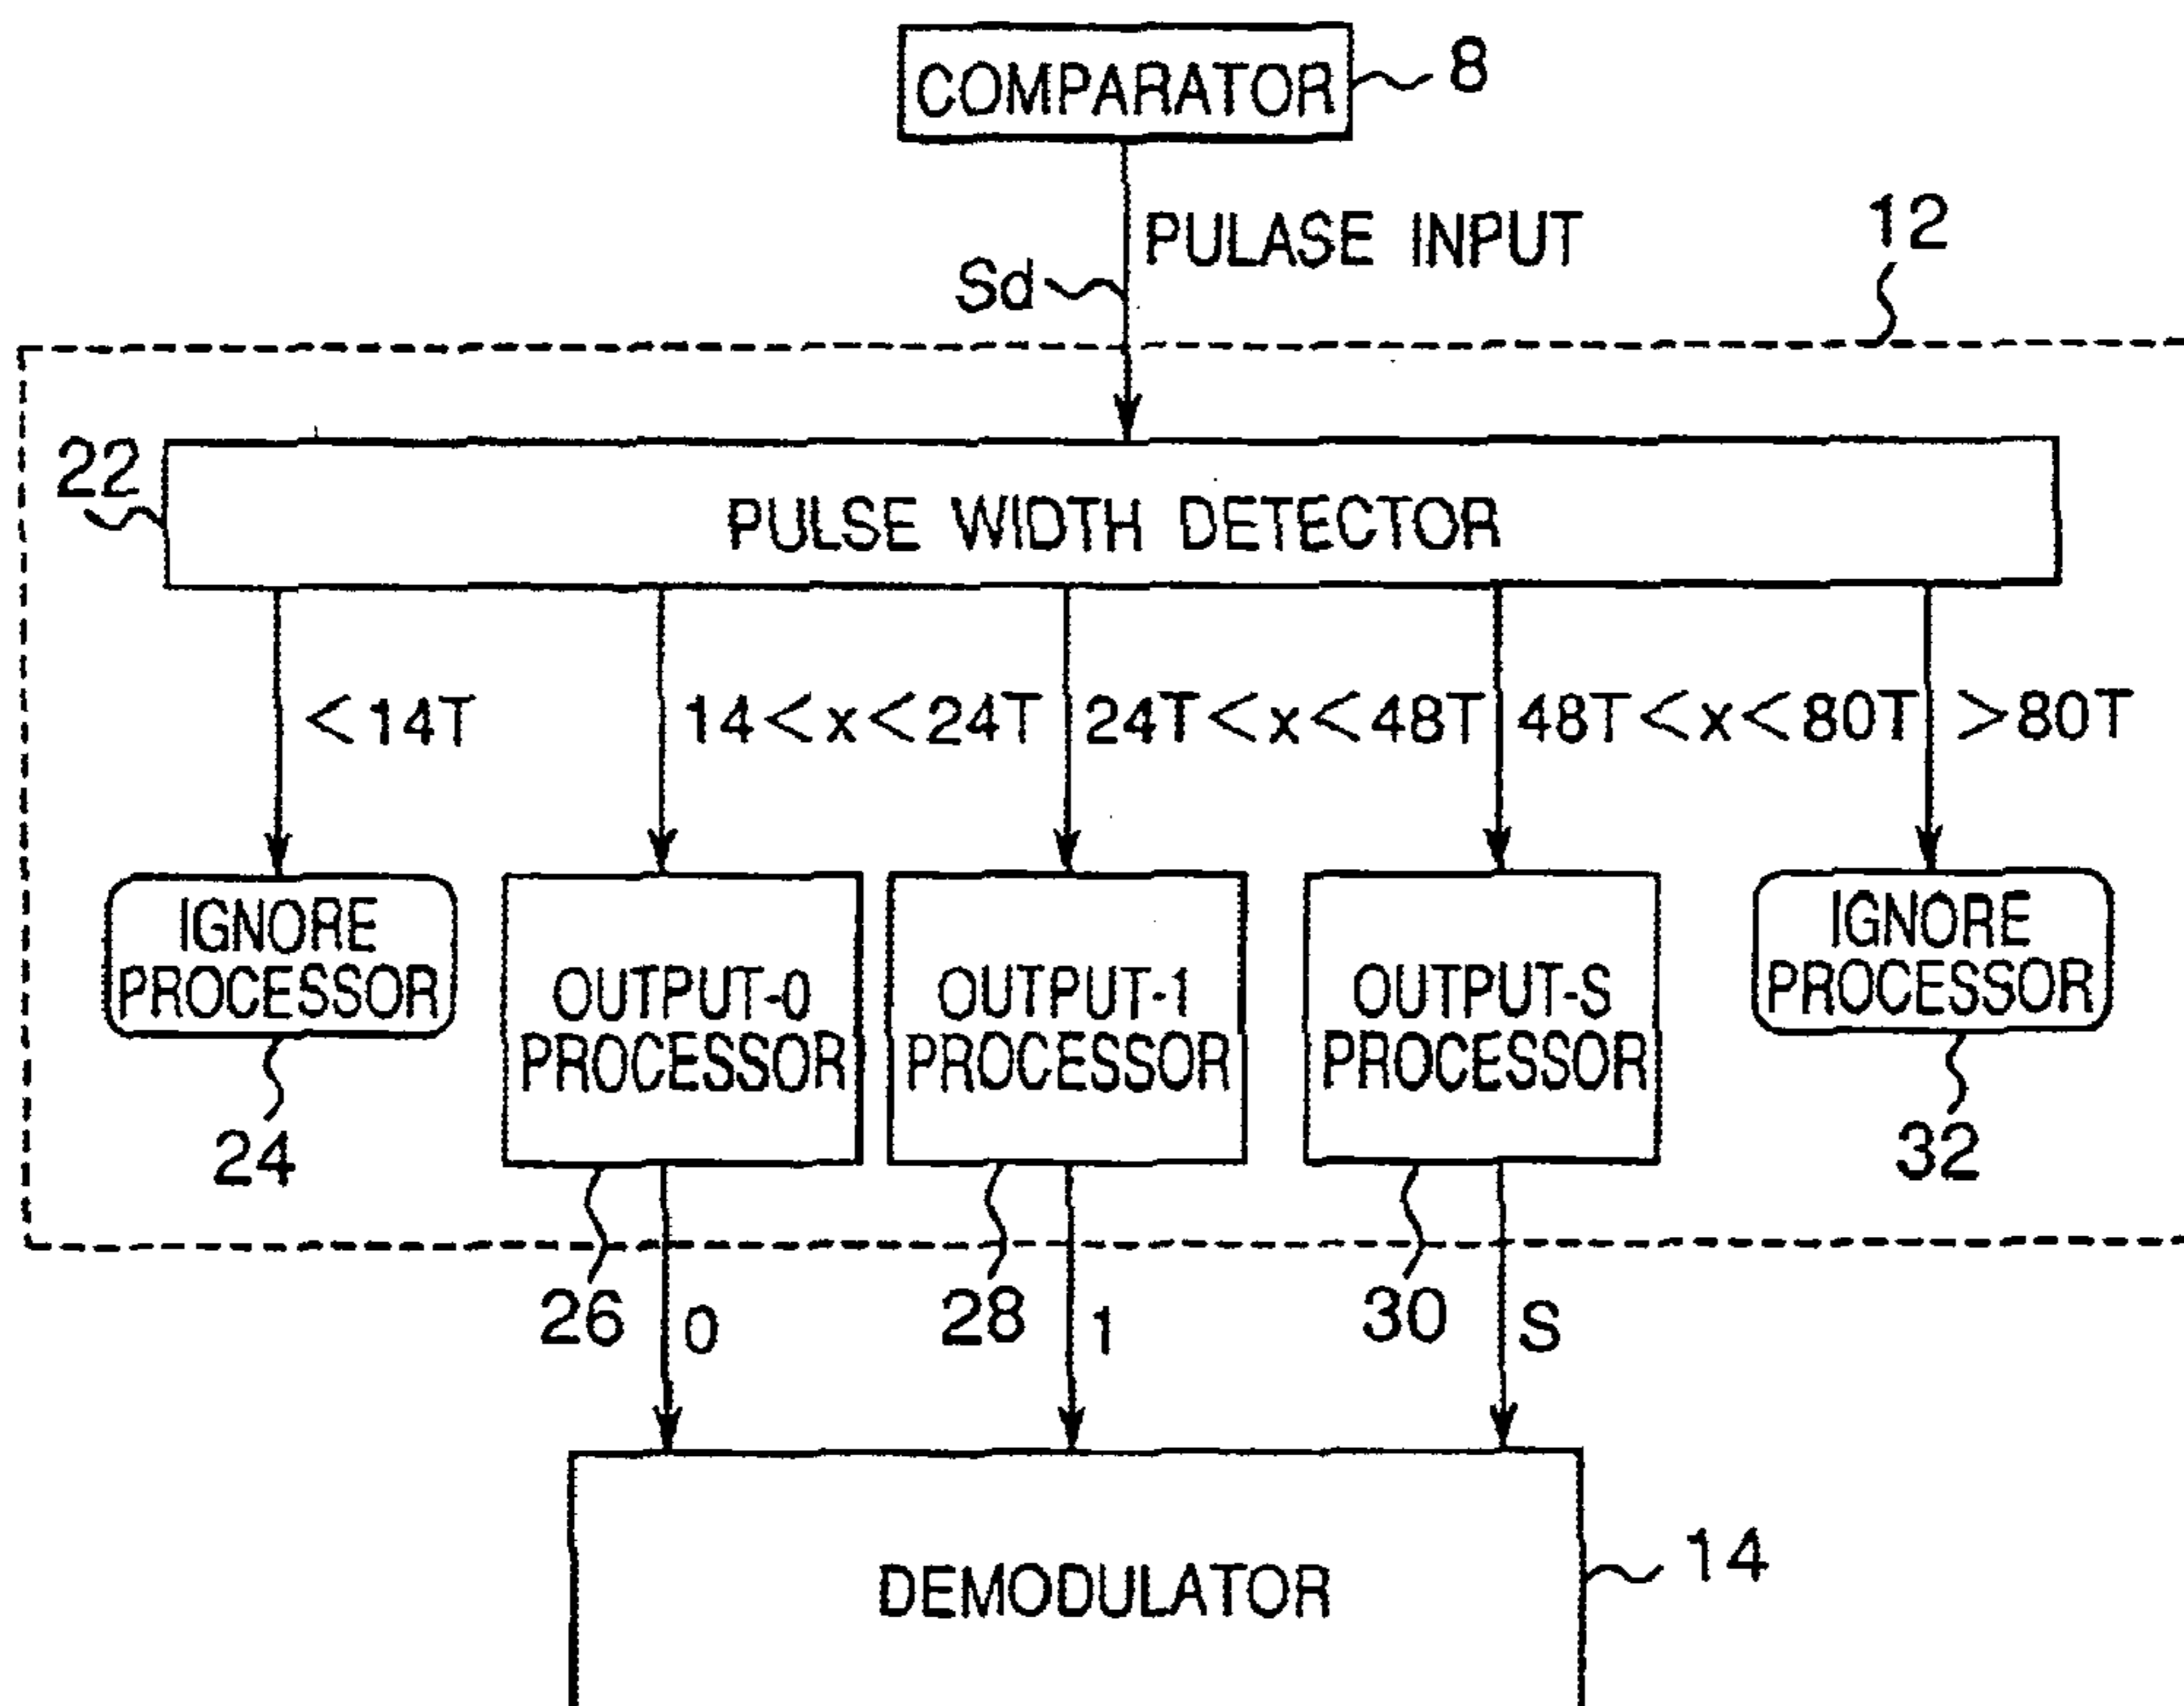 COMPARATOR
8
PULASE INPUT
12
Sd
22
PULSE WIDTH DETECTOR
<14T
14<x<24T
24T<x<48T
48T<x<80T
>80T
IGNORE
PROCESSOR
OUTPUT-0
PROCESSOR
OUTPUT-1
PROCESSOR
OUTPUT-S
PROCESSOR
IGNORE
PROCESSOR
24
32
26
0
28
1
30
S
DEMODULATOR
14